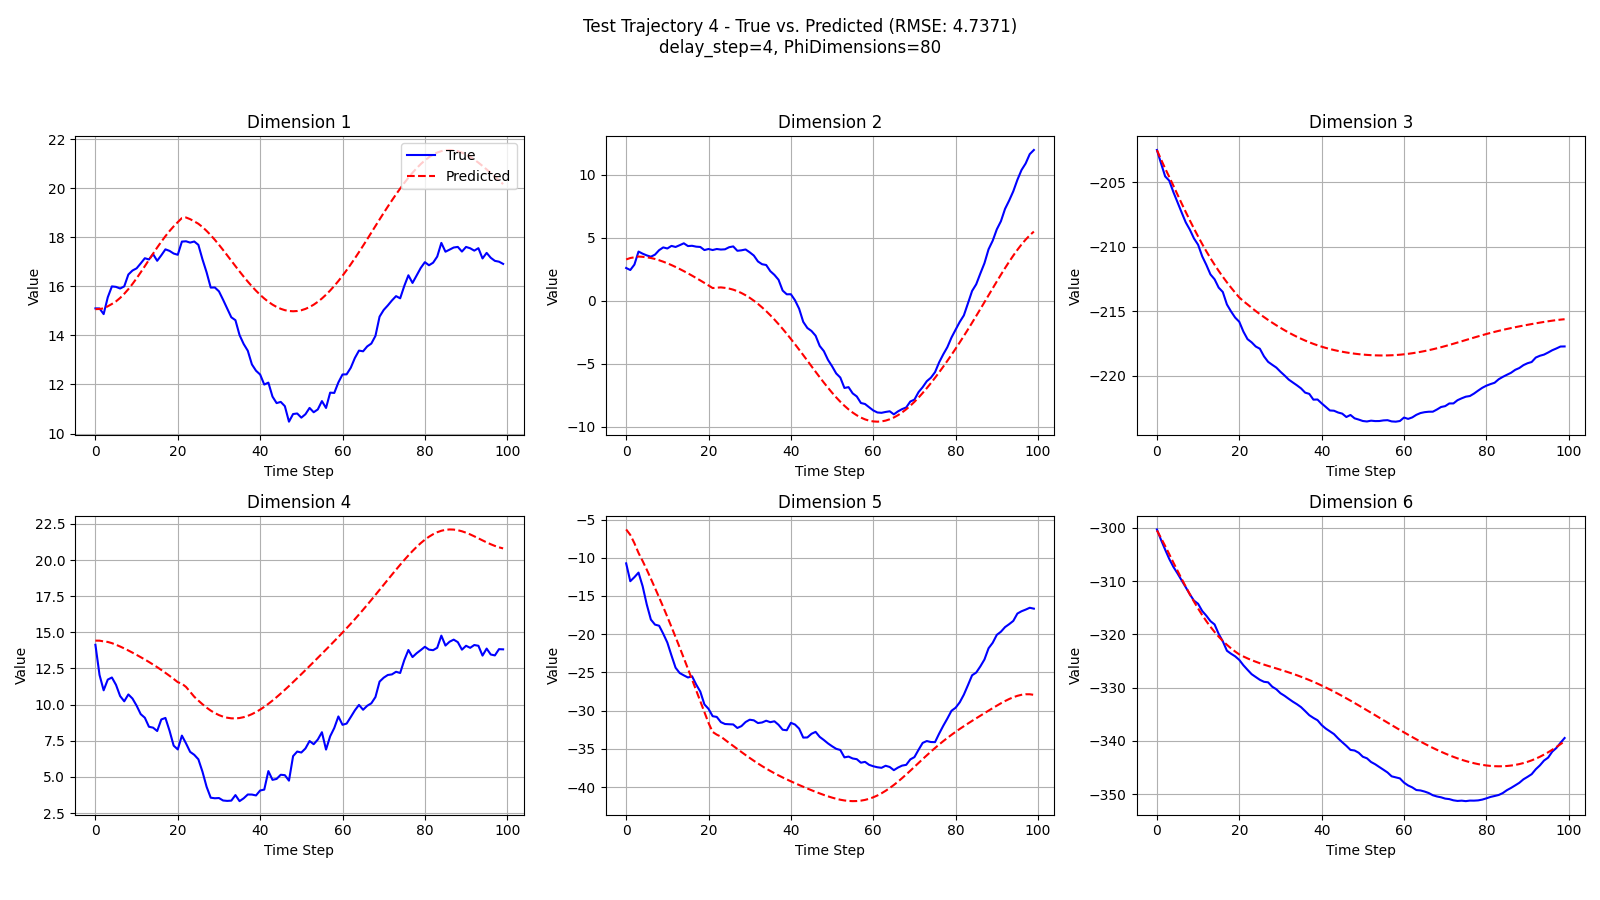 Test Trajectory 4 - True vs. Predicted (RMSE: 4.7371)
delay_step=4, PhiDimensions=80
Dimension 1
Value
22
20
18
16
14
12
10
True
Predicted
0 20 40 60 80 100
Time Step
Dimension 2
Value
10
5
0
−5
−10
0 20 40 60 80 100
Time Step
Dimension 3
Value
−205
−210
−215
−220
0 20 40 60 80 100
Time Step
Dimension 4
Value
22.5
20.0
17.5
15.0
12.5
10.0
7.5
5.0
2.5
0 20 40 60 80 100
Time Step
Dimension 5
Value
−5
−10
−15
−20
−25
−30
−35
−40
0 20 40 60 80 100
Time Step
Dimension 6
Value
−300
−310
−320
−330
−340
−350
0 20 40 60 80 100
Time Step